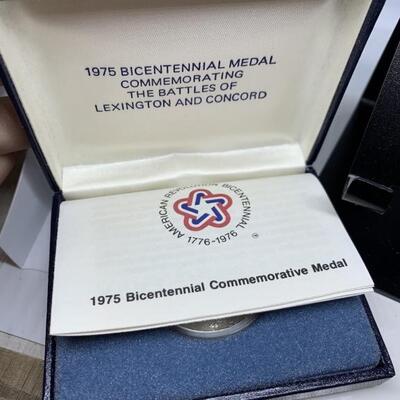 1975 BICENTENNIAL MEDAL
COMMEMORATING
THE BATTLES OF
LEXINGTON AND CONCORD
AMERICAN REVOLUTION BICENTENNIAL
1776-1976
1975 Bicentennial Commemorative Medal